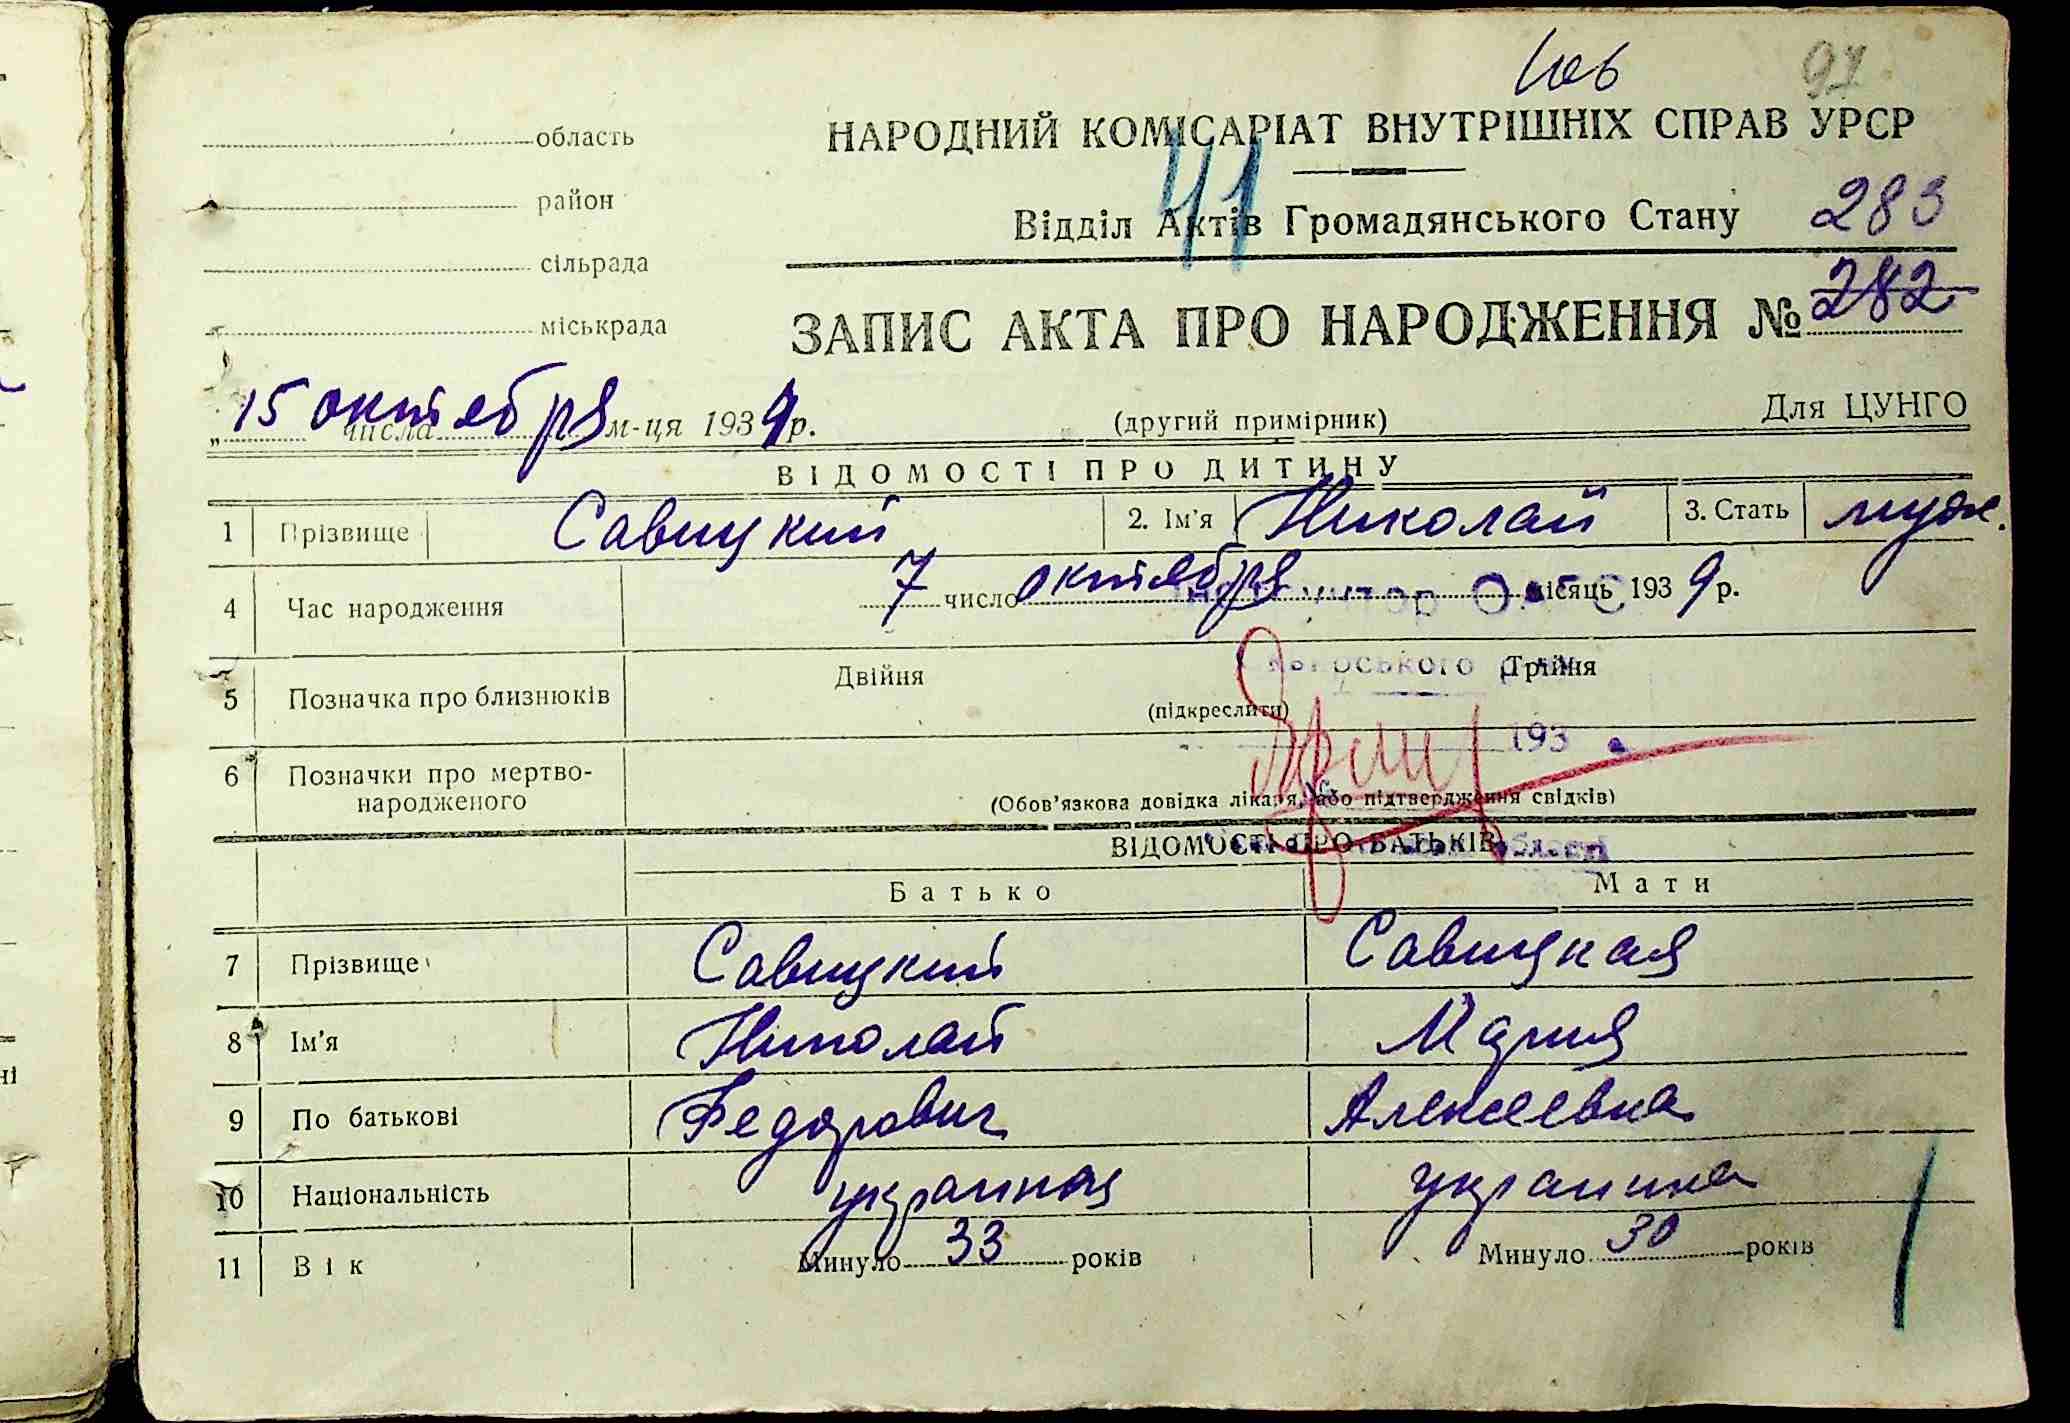 97
область
НАРОДНИЙ КОМІСАРІАТ ВНУТРІШНІХ СПРАВ УРСР
район
41
Відділ Актів Громадянського Стану 283
сільрада
міськрада
ЗАПИС АКТА ПРО НАРОДЖЕННЯ № 282
„15 числа октября м-ця 1939 р.
(другий примірник)
Для ЦУНГО
ВІДОМОСТІ ПРО ДИТИНУ
1 Прізвище Савицкий 2. Ім'я Николай 3. Стать муж.
4 Час народження 7 число октября місяць 1939 р.
5 Позначка про близнюків Двійня Трійня
(підкреслити)
193
6 Позначки про мертво-
народженого
(Обов'язкова довідка лікаря, або підтвердження свідків)
ВІДОМОСТІ ПРО БАТЬКІВ
Батько Мати
7 Прізвище Савицкий Савицкая
8 Ім'я Николай Мария
9 По батькові Федорович Алексеевна
10 Національність украинец украинка
11 Вік Минуло 33 років Минуло 30 років